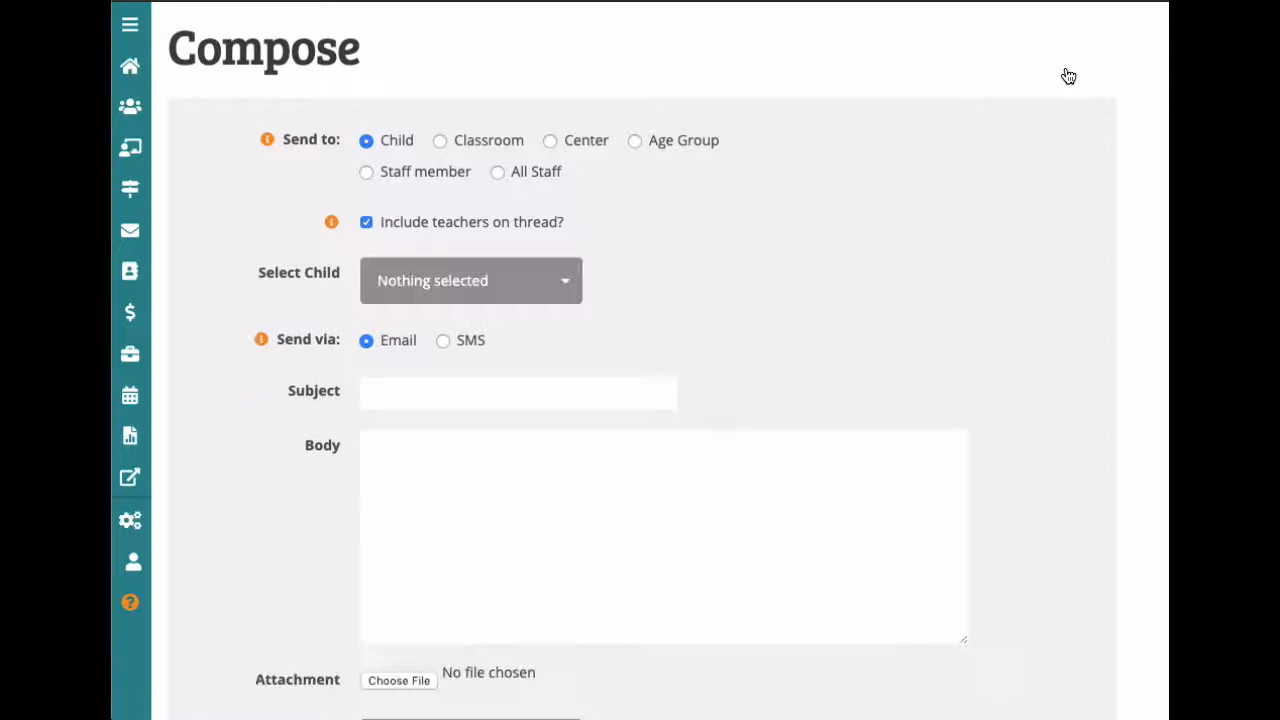 Compose
Send to: Child Classroom Center Age Group
Staff member All Staff
Include teachers on thread?
Select Child Nothing selected
Send via: Email SMS
Subject
Body
Attachment Choose File No file chosen